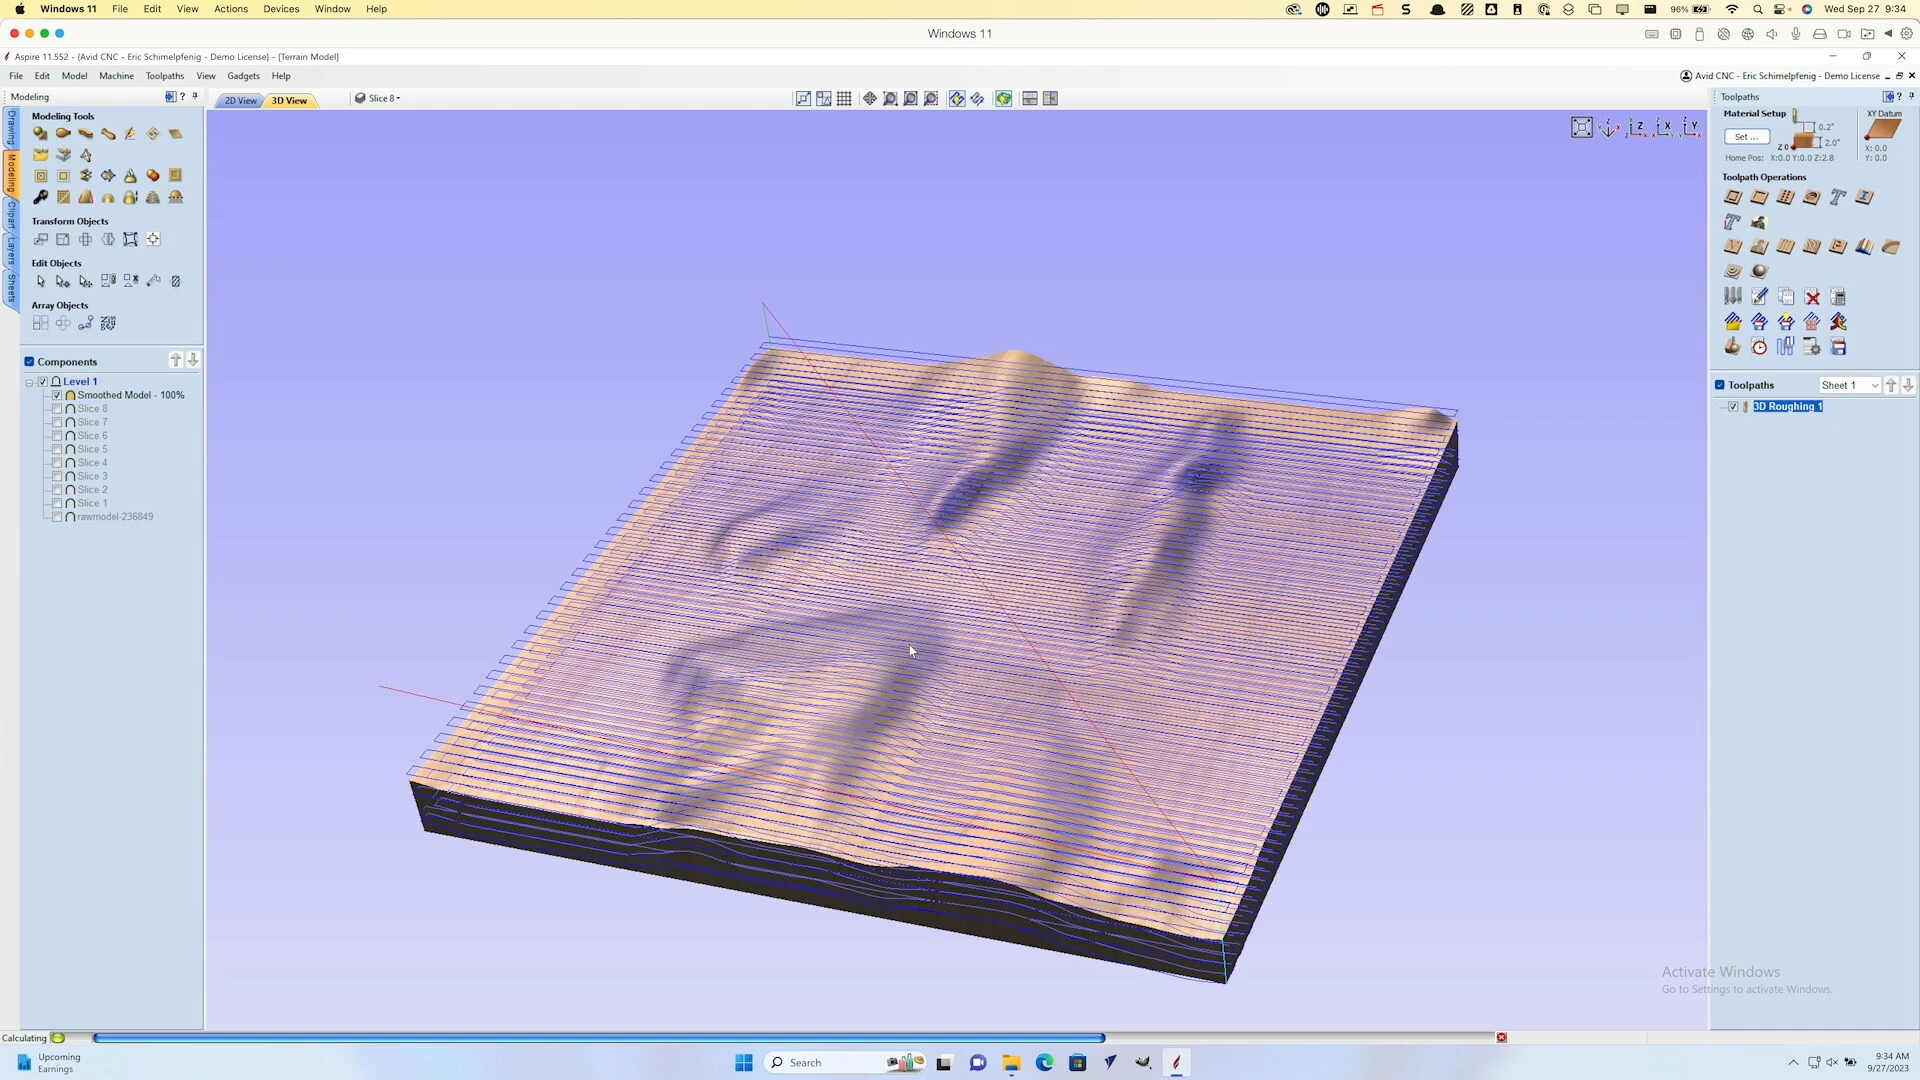 Windows 11 File Edit View Actions Devices Window Help 96% Wed Sep 27 9:34
Windows 11
Aspire 11.552 - {Avid CNC - Eric Schimelpfenig - Demo License} - [Terrain Model]
File Edit Model Machine Toolpaths View Gadgets Help Avid CNC - Eric Schimelpfenig - Demo License
Modeling ?
2D View 3D View Slice 8
Toolpaths ?
Drawing
Modeling
Clipart
Layers
Sheets
Modeling Tools
Transform Objects
Edit Objects
Array Objects
Components
Level 1
Smoothed Model - 100%
Slice 8
Slice 7
Slice 6
Slice 5
Slice 4
Slice 3
Slice 2
Slice 1
rawmodel-236849
Material Setup
Set ...
0.2"
2.0"
Z 0
XY Datum
X: 0.0
Y: 0.0
Home Pos: X:0.0 Y:0.0 Z:2.8
Toolpath Operations
Toolpaths Sheet 1
3D Roughing 1
Activate Windows
Go to Settings to activate Windows.
Calculating
Upcoming
Earnings
Search
9:34 AM
9/27/2023